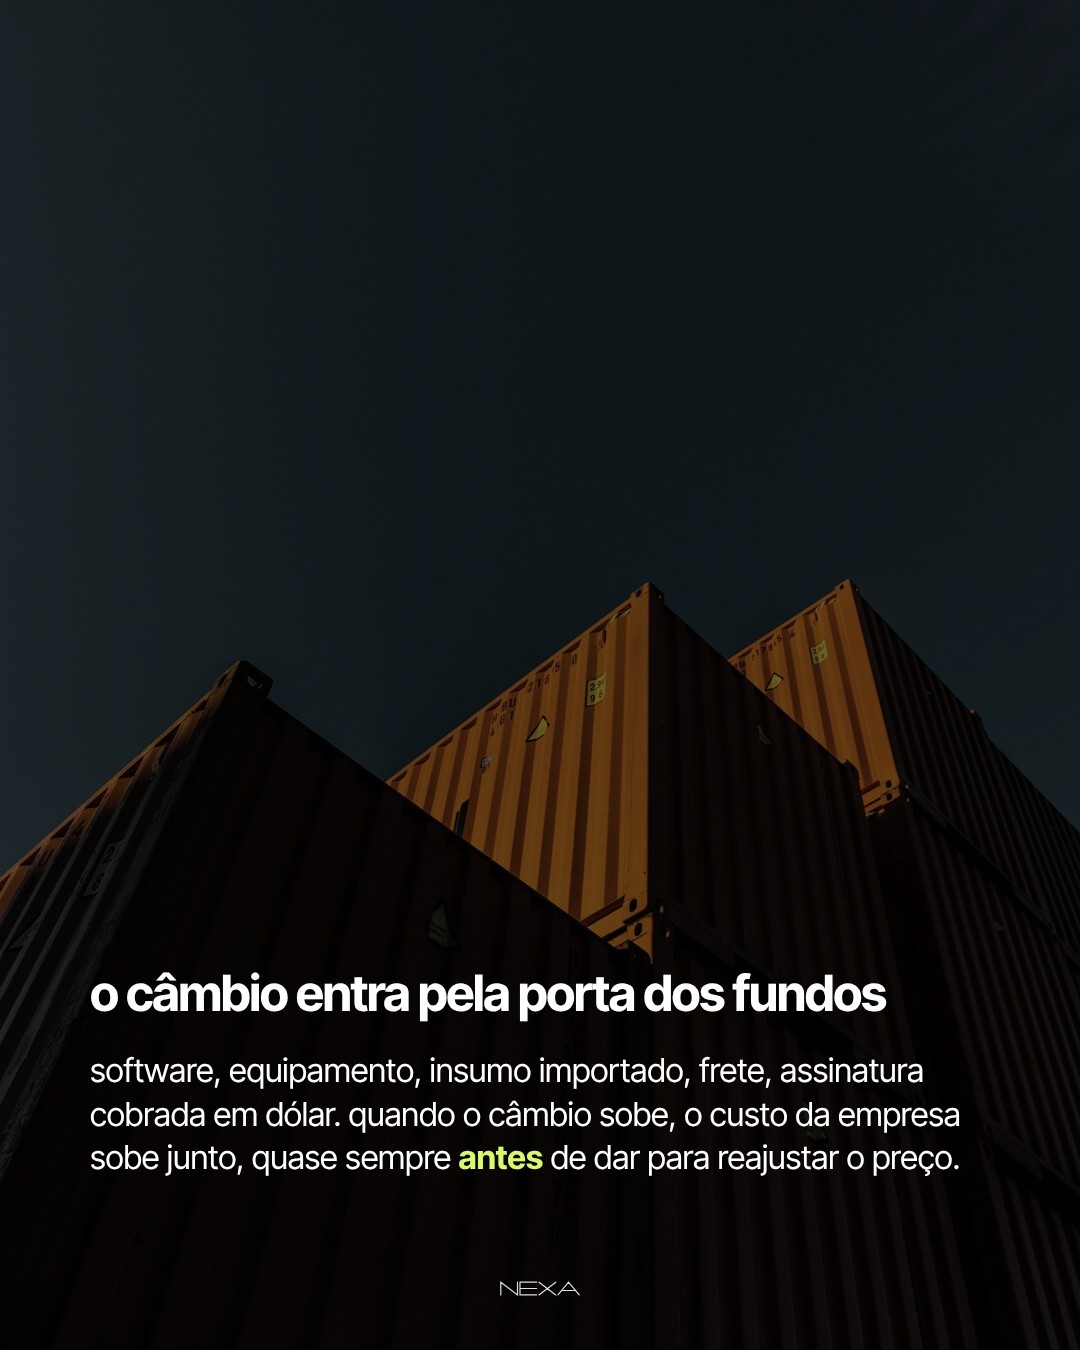 o câmbio entra pela porta dos fundos
software, equipamento, insumo importado, frete, assinatura
cobrada em dólar. quando o câmbio sobe, o custo da empresa
sobe junto, quase sempre antes de dar para reajustar o preço.
NEXA